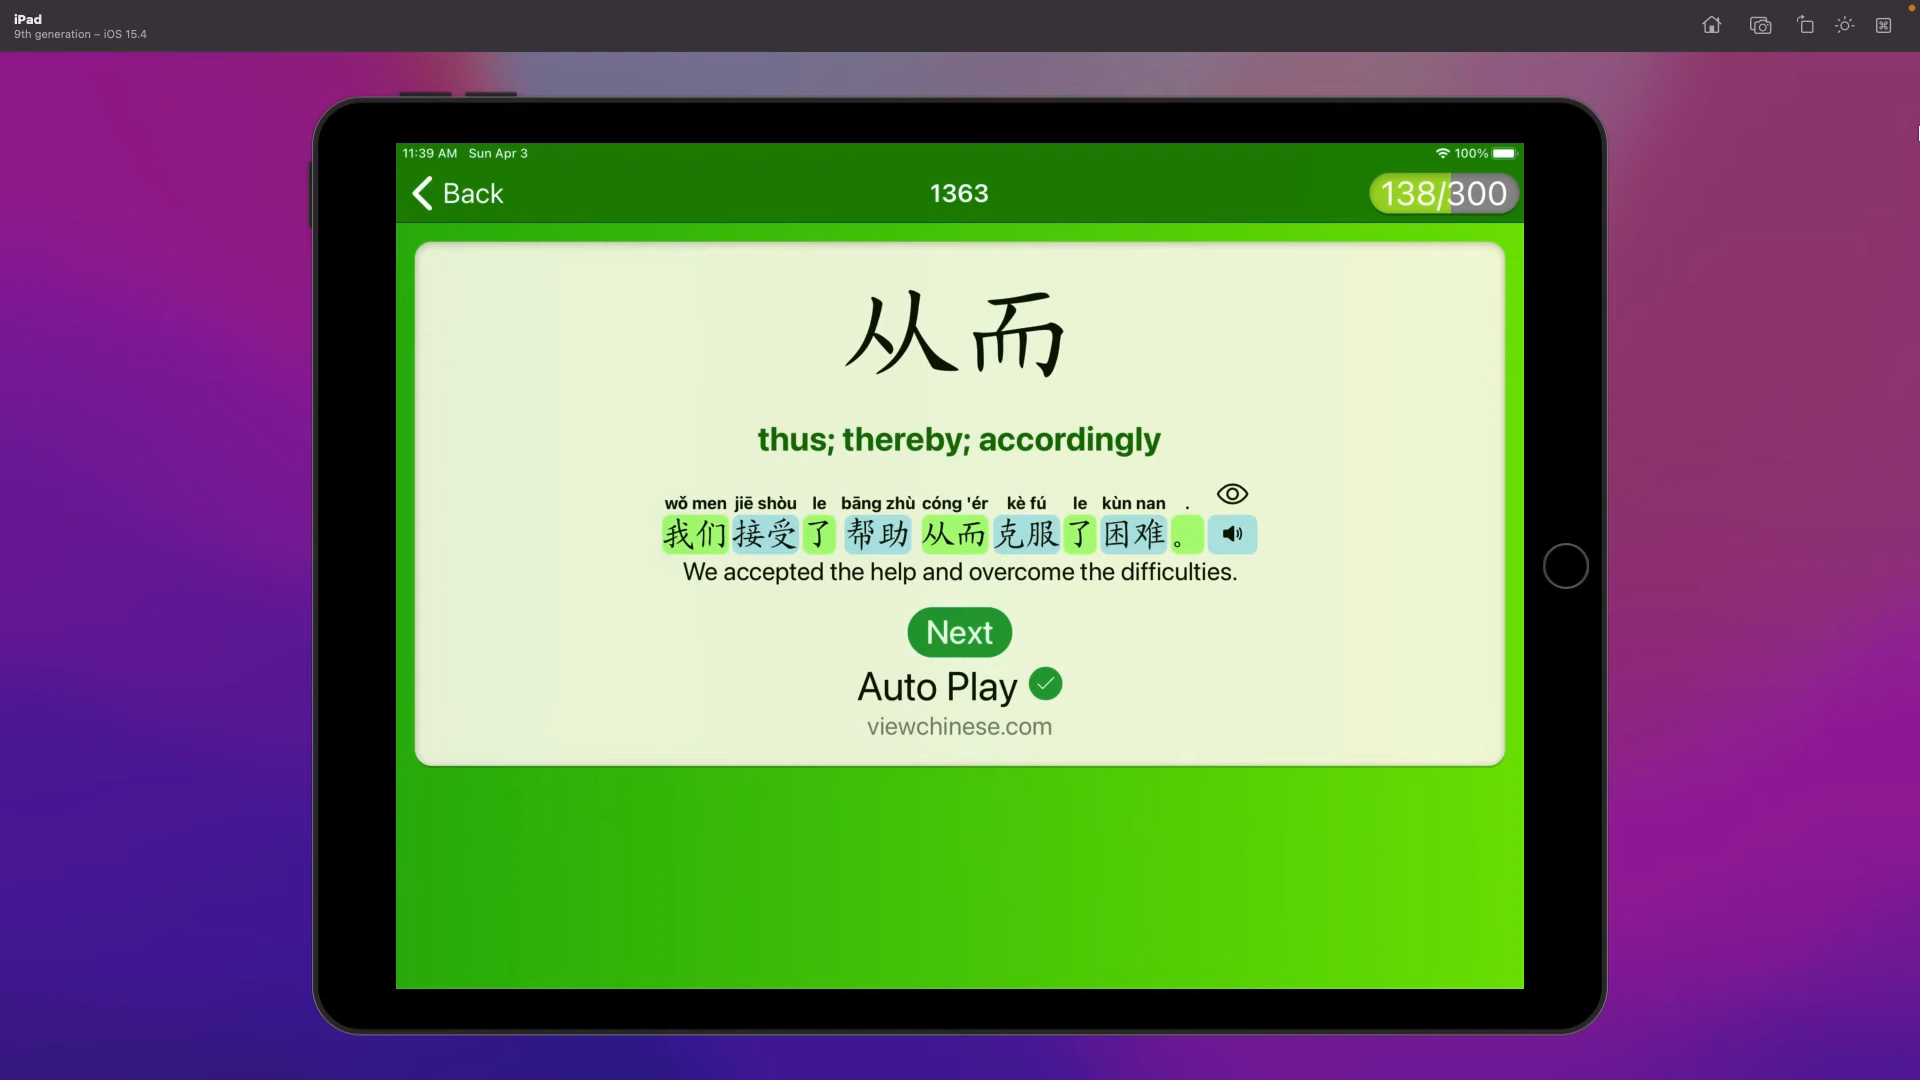 iPad
9th generation – iOS 15.4
11:39 AM Sun Apr 3
100%
Back
1363
138/300
从而
thus; thereby; accordingly
wǒ men jiē shòu le bāng zhù cóng 'ér kè fú le kùn nan .
我们接受了帮助从而克服了困难。
We accepted the help and overcome the difficulties.
Next
Auto Play
viewchinese.com